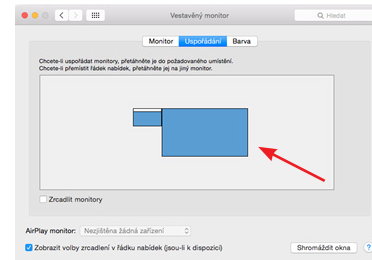 Vestavěný monitor
Hledat
Monitor Uspořádání Barva
Chcete-li uspořádat monitory, přetáhněte je do požadovaného umístění.
Chcete-li přemístit řádek nabídek, přetáhněte jej na jiný monitor.
Zrcadlit monitory
AirPlay monitor: Nezjištěna žádná zařízení
Zobrazit volby zrcadlení v řádku nabídek (jsou-li k dispozici)
Shromáždit okna
?